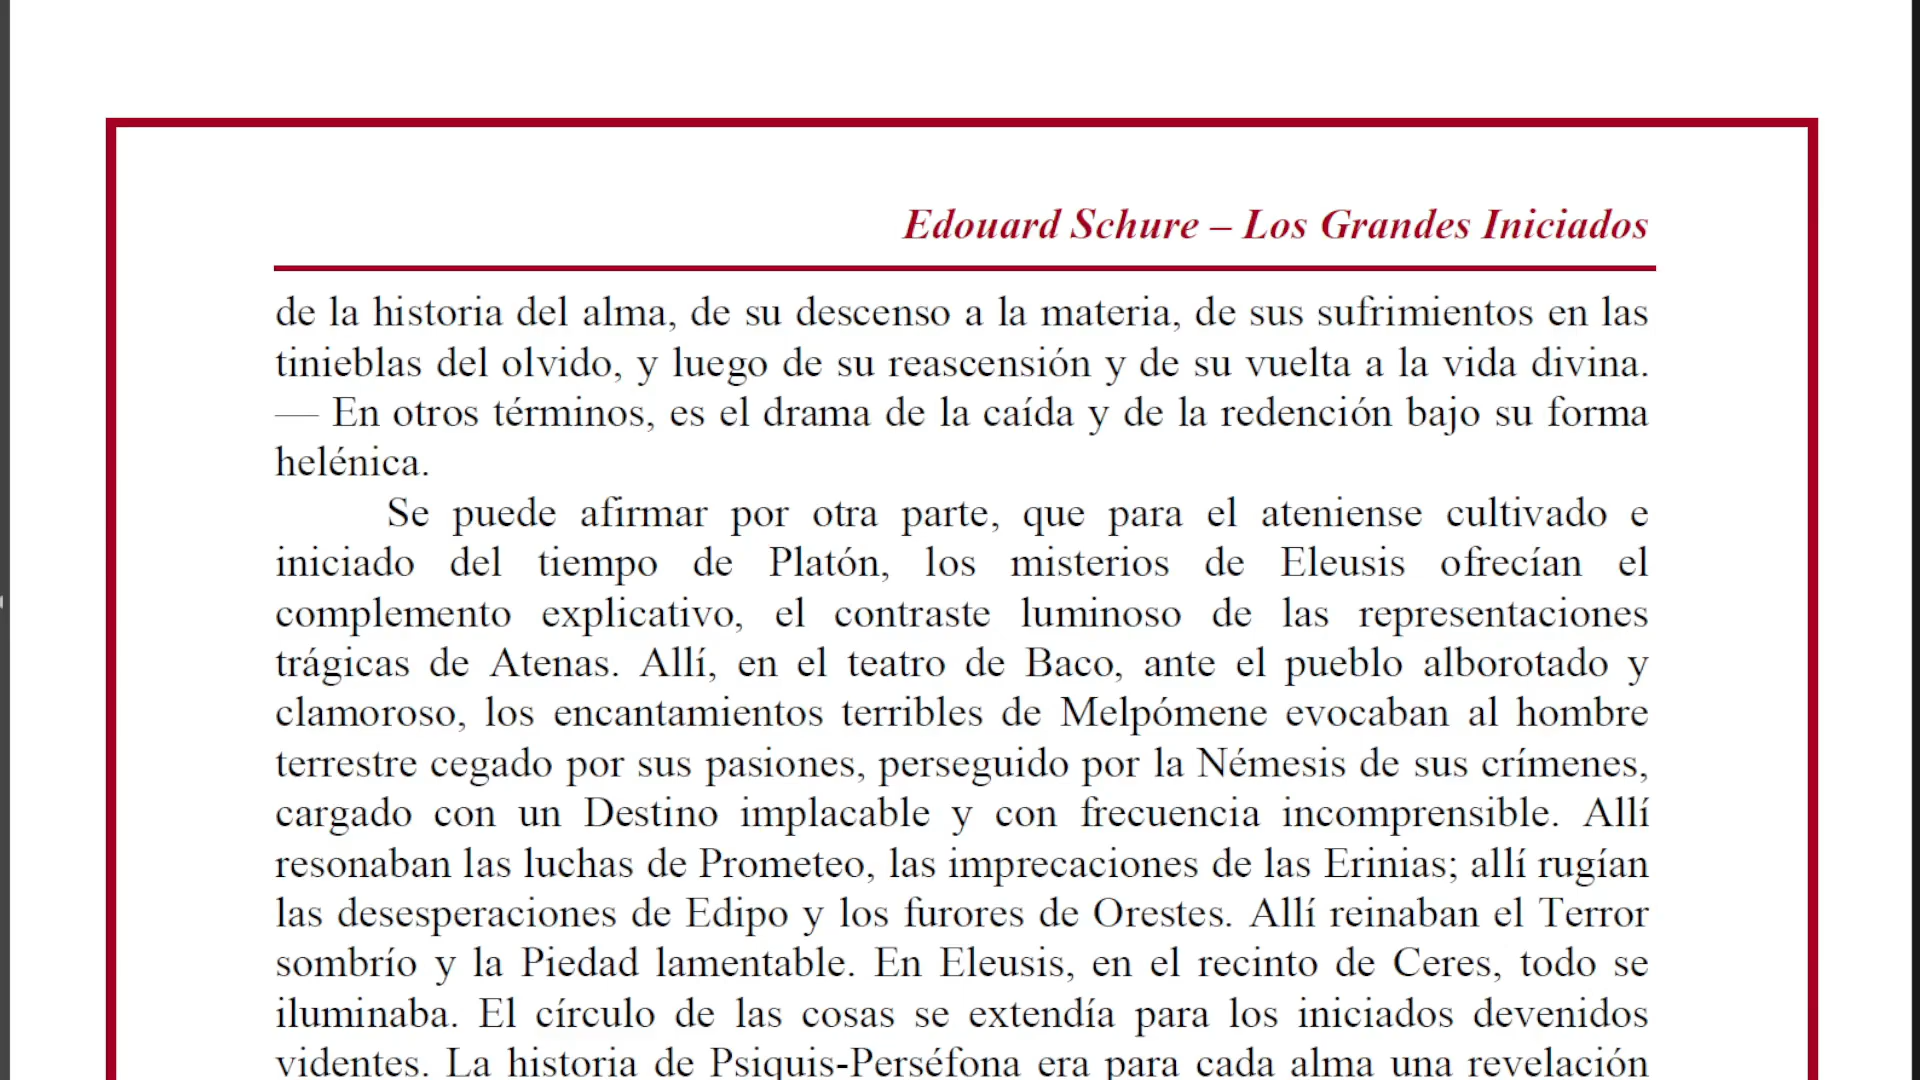 Edouard Schure – Los Grandes Iniciados
de la historia del alma, de su descenso a la materia, de sus sufrimientos en las
tinieblas del olvido, y luego de su reascensión y de su vuelta a la vida divina.
— En otros términos, es el drama de la caída y de la redención bajo su forma
helénica.
Se puede afirmar por otra parte, que para el ateniense cultivado e
iniciado del tiempo de Platón, los misterios de Eleusis ofrecían el
complemento explicativo, el contraste luminoso de las representaciones
trágicas de Atenas. Allí, en el teatro de Baco, ante el pueblo alborotado y
clamoroso, los encantamientos terribles de Melpómene evocaban al hombre
terrestre cegado por sus pasiones, perseguido por la Némesis de sus crímenes,
cargado con un Destino implacable y con frecuencia incomprensible. Allí
resonaban las luchas de Prometeo, las imprecaciones de las Erinias; allí rugían
las desesperaciones de Edipo y los furores de Orestes. Allí reinaban el Terror
sombrío y la Piedad lamentable. En Eleusis, en el recinto de Ceres, todo se
iluminaba. El círculo de las cosas se extendía para los iniciados devenidos
videntes. La historia de Psiquis-Perséfona era para cada alma una revelación